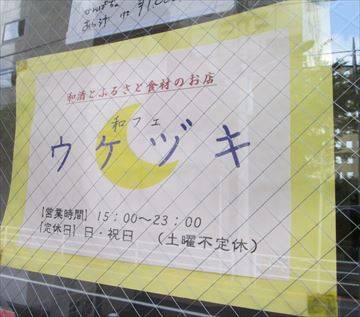 和酒とふるさと食材のお店
和フェ
ウケヅキ
【営業時間】15:00〜23:00
【定休日】日・祝日 (土曜不定休)